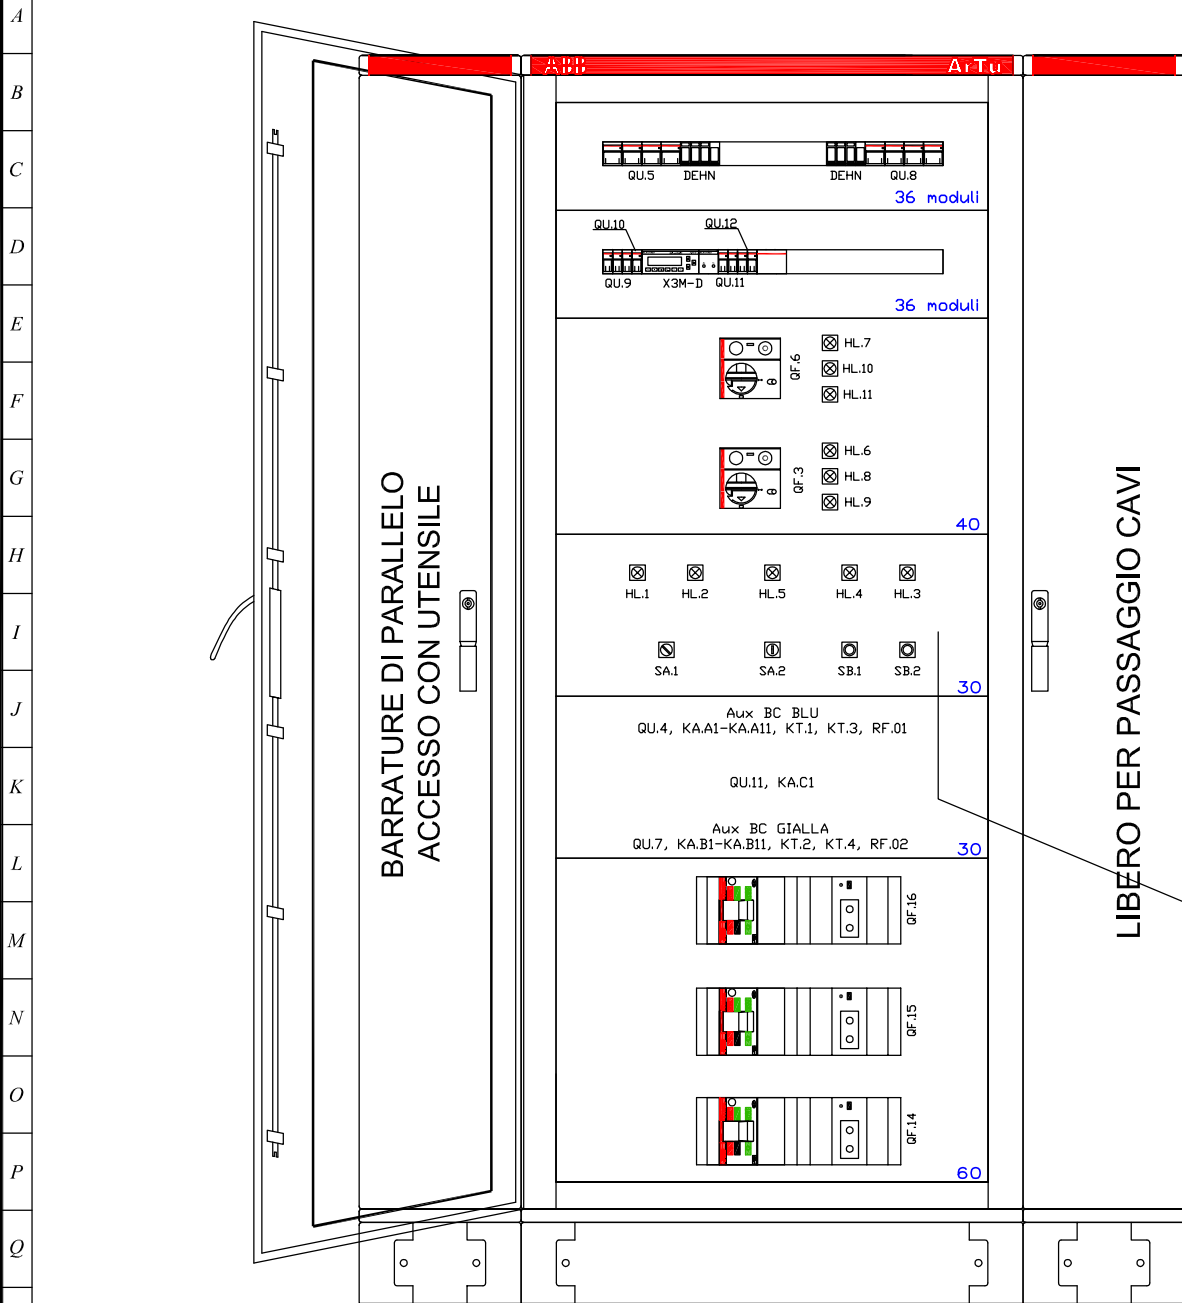 A
B
C
D
E
F
G
H
I
J
K
L
M
N
O
P
Q
ABB
ArTu
QU.5
DEHN
DEHN
QU.8
36 moduli
QU.10
QU.12
QU.9
X3M-D
QU.11
36 moduli
QF.6
HL.7
HL.10
HL.11
QF.3
HL.6
HL.8
HL.9
40
HL.1
HL.2
HL.5
HL.4
HL.3
SA.1
SA.2
SB.1
SB.2
30
Aux BC BLU
QU.4, KA.A1-KA.A11, KT.1, KT.3, RF.01
QU.11, KA.C1
Aux BC GIALLA
QU.7, KA.B1-KA.B11, KT.2, KT.4, RF.02
30
QF.16
QF.15
QF.14
60
BARRATURE DI PARALLELO
ACCESSO CON UTENSILE
LIBERO PER PASSAGGIO CAVI